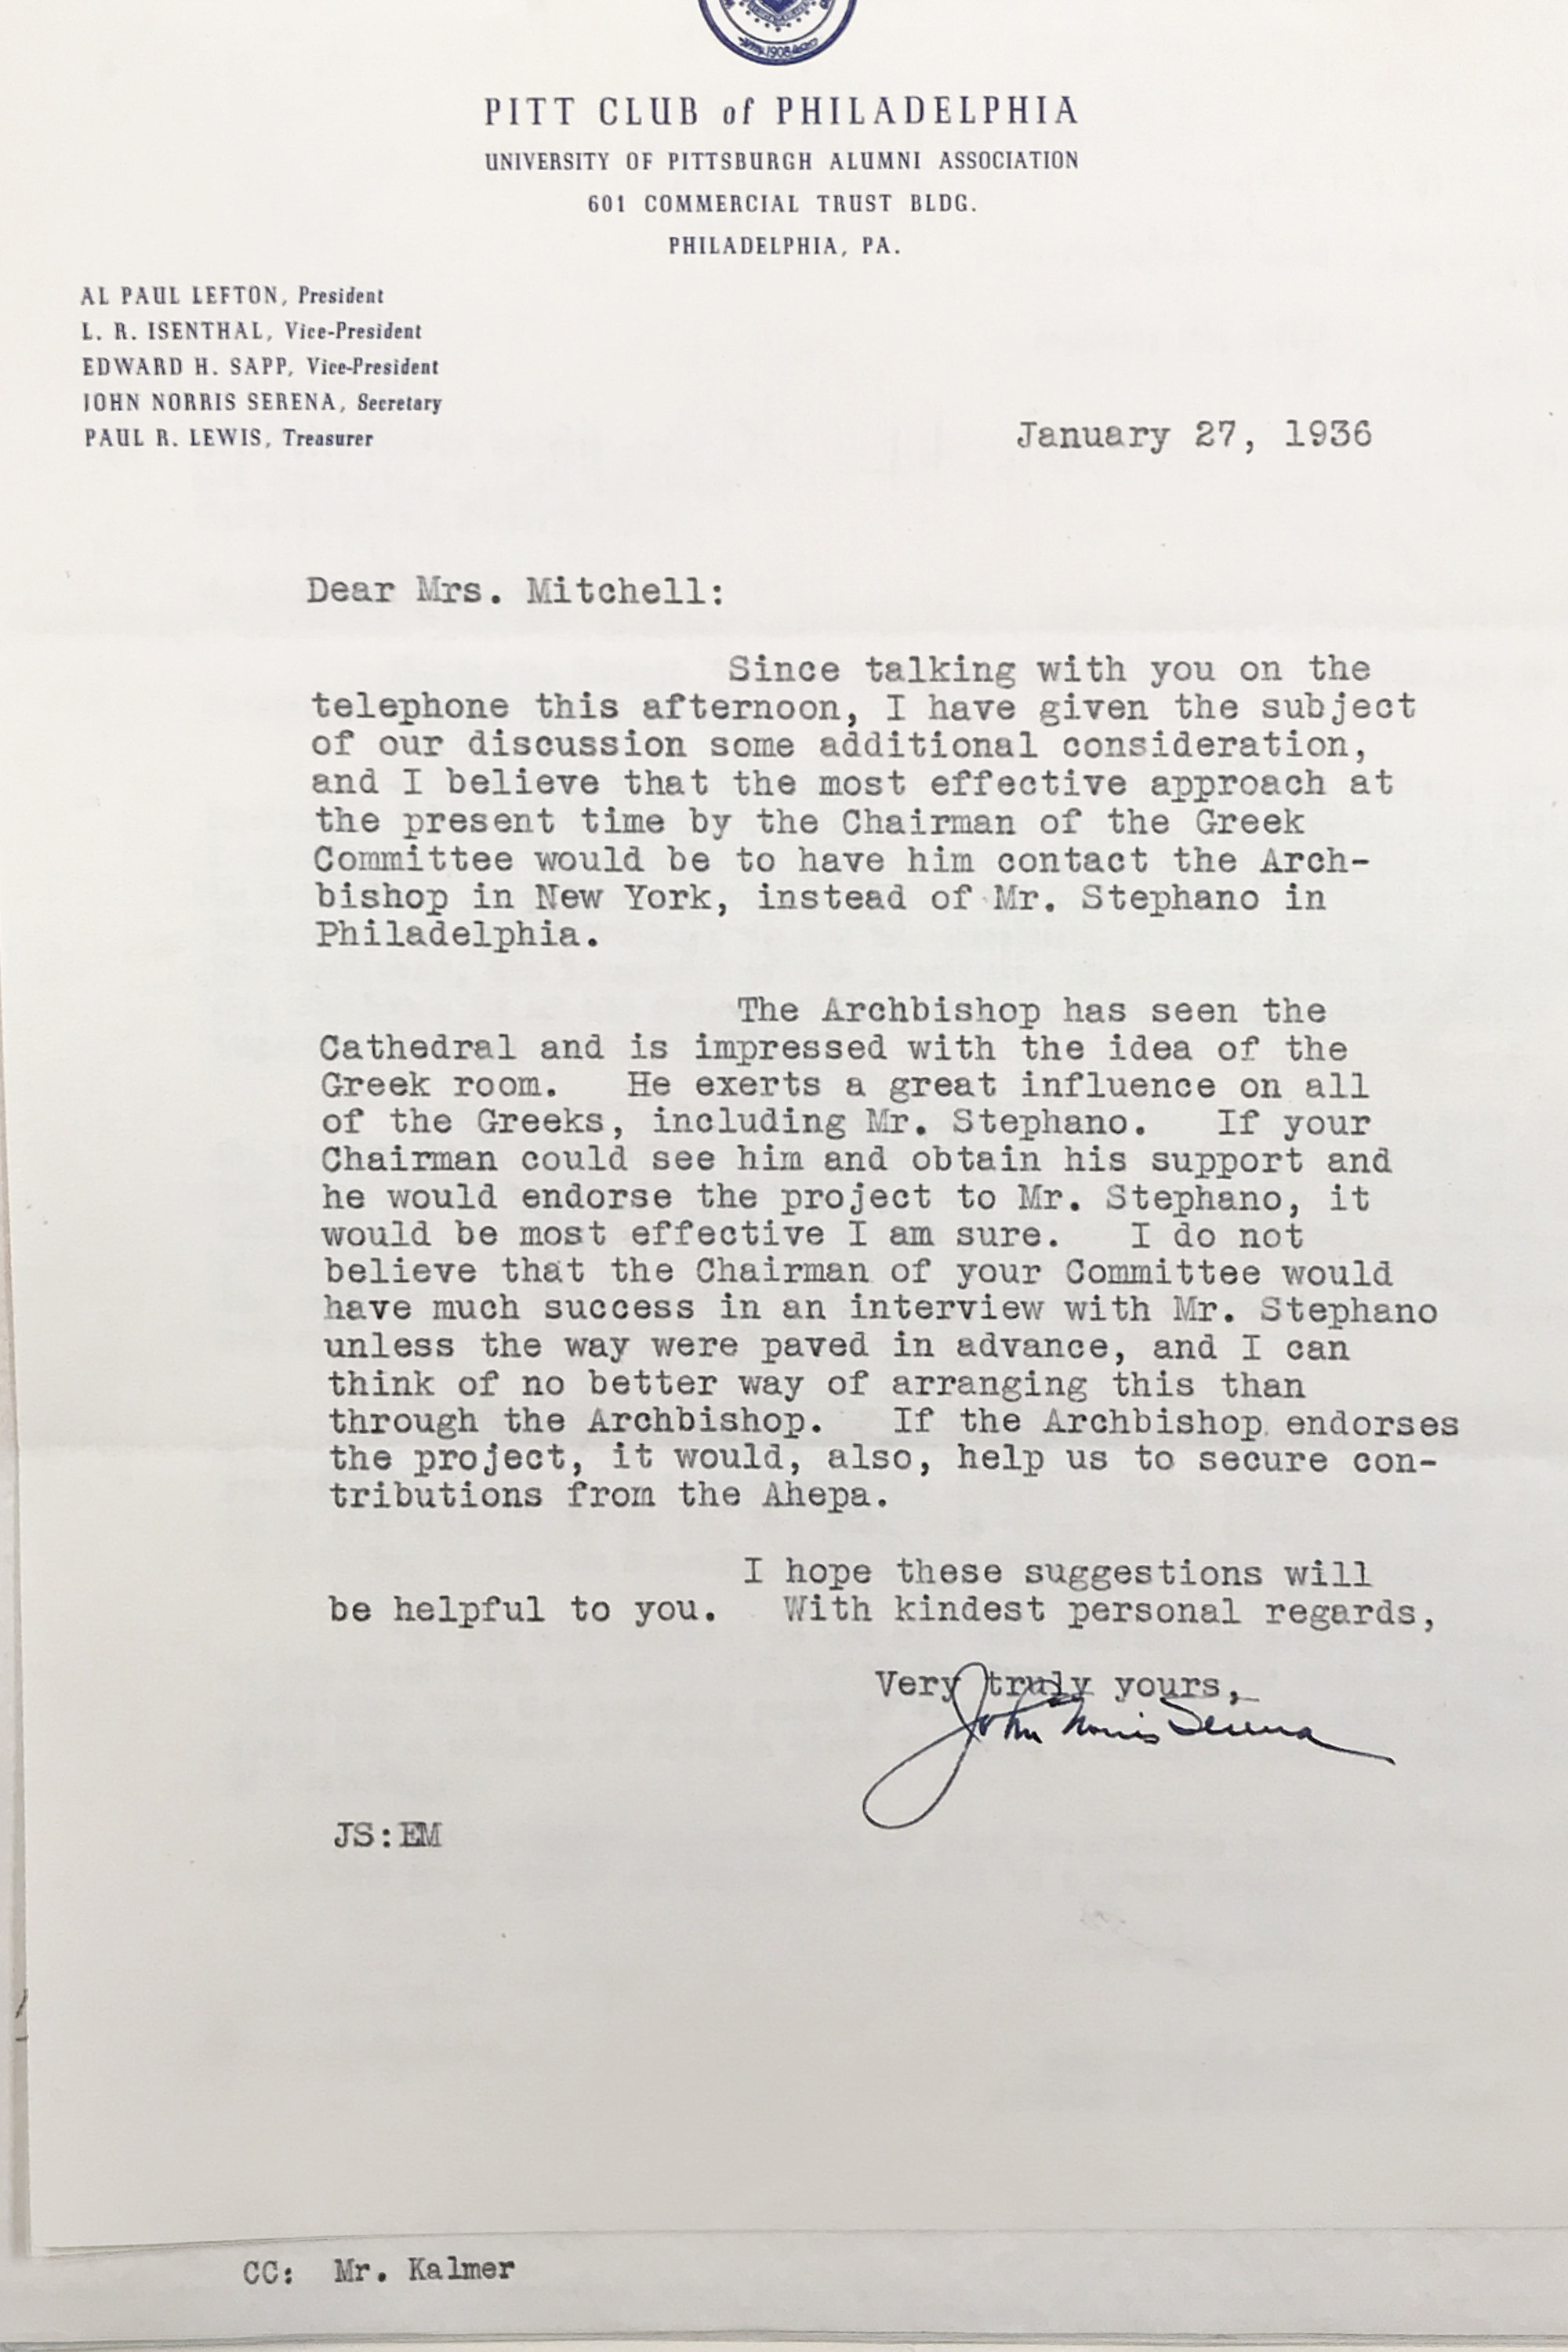 1908
PITT CLUB of PHILADELPHIA
UNIVERSITY OF PITTSBURGH ALUMNI ASSOCIATION
601 COMMERCIAL TRUST BLDG.
PHILADELPHIA, PA.
AL PAUL LEFTON, President
L. R. ISENTHAL, Vice-President
EDWARD H. SAPP, Vice-President
JOHN NORRIS SERENA, Secretary
PAUL R. LEWIS, Treasurer
January 27, 1936
Dear Mrs. Mitchell:
Since talking with you on the
telephone this afternoon, I have given the subject
of our discussion some additional consideration,
and I believe that the most effective approach at
the present time by the Chairman of the Greek
Committee would be to have him contact the Arch-
bishop in New York, instead of Mr. Stephano in
Philadelphia.
The Archbishop has seen the
Cathedral and is impressed with the idea of the
Greek room. He exerts a great influence on all
of the Greeks, including Mr. Stephano. If your
Chairman could see him and obtain his support and
he would endorse the project to Mr. Stephano, it
would be most effective I am sure. I do not
believe that the Chairman of your Committee would
have much success in an interview with Mr. Stephano
unless the way were paved in advance, and I can
think of no better way of arranging this than
through the Archbishop. If the Archbishop endorses
the project, it would, also, help us to secure con-
tributions from the Ahepa.
I hope these suggestions will
be helpful to you. With kindest personal regards,
Very truly yours,
John Norris Serena
JS:EM
CC: Mr. Kalmer